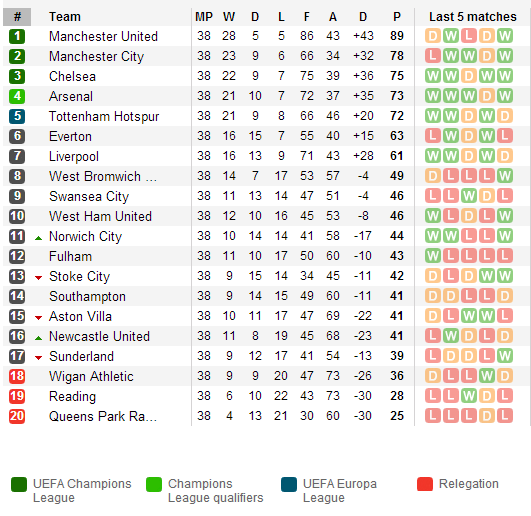 # Team MP W D L F A D P Last 5 matches
1 Manchester United 38 28 5 5 86 43 +43 89 D W L D W
2 Manchester City 38 23 9 6 66 34 +32 78 L W W D W
3 Chelsea 38 22 9 7 75 39 +36 75 W W D W W
4 Arsenal 38 21 10 7 72 37 +35 73 W W W D W
5 Tottenham Hotspur 38 21 9 8 66 46 +20 72 W W D W D
6 Everton 38 16 15 7 55 40 +15 63 L W D W L
7 Liverpool 38 16 13 9 71 43 +28 61 W W D W D
8 West Bromwich ... 38 14 7 17 53 57 -4 49 D L L L W
9 Swansea City 38 11 13 14 47 51 -4 46 L L W D L
10 West Ham United 38 12 10 16 45 53 -8 46 W L D L W
11 Norwich City 38 10 14 14 41 58 -17 44 W W L L W
12 Fulham 38 11 10 17 50 60 -10 43 W L L L L
13 Stoke City 38 9 15 14 34 45 -11 42 D L D W W
14 Southampton 38 9 14 15 49 60 -11 41 D D L L D
15 Aston Villa 38 10 11 17 47 69 -22 41 D L W W L
16 Newcastle United 38 11 8 19 45 68 -23 41 L W D L D
17 Sunderland 38 9 12 17 41 54 -13 39 L D D L W
18 Wigan Athletic 38 9 9 20 47 73 -26 36 D L L W D
19 Reading 38 6 10 22 43 73 -30 28 L L W D L
20 Queens Park Ra... 38 4 13 21 30 60 -30 25 L L L D L
UEFA Champions
League
Champions
League qualifiers
UEFA Europa
League
Relegation